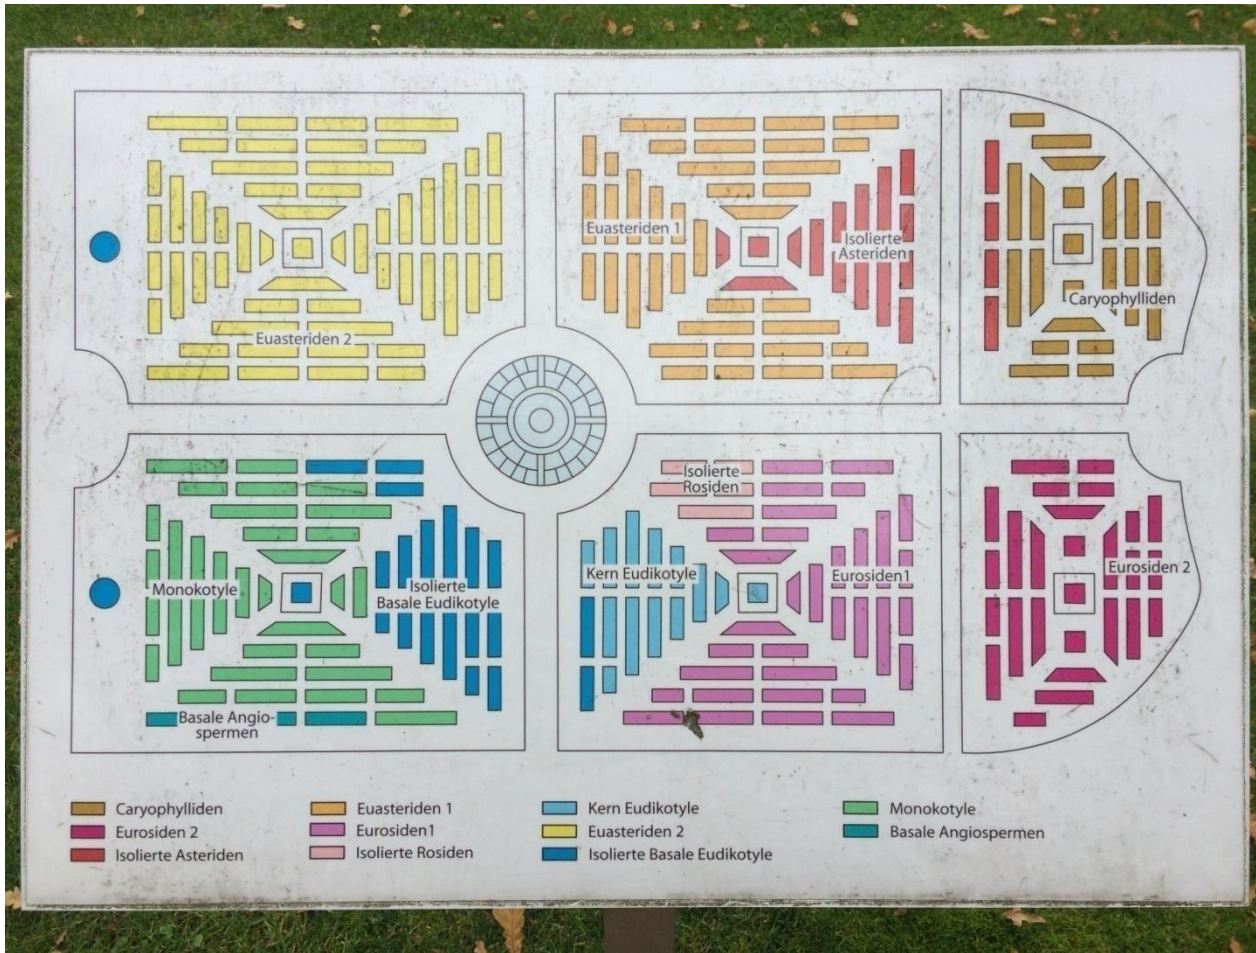 Euasteriden 2
Euasteriden 1
Isolierte
Asteriden
Caryophylliden
Monokotyle
Isolierte
Basale Eudikotyle
Basale Angio-
spermen
Isolierte
Rosiden
Kern Eudikotyle
Eurosiden1
Eurosiden 2
Caryophylliden
Eurosiden 2
Isolierte Asteriden
Euasteriden 1
Eurosiden1
Isolierte Rosiden
Kern Eudikotyle
Euasteriden 2
Isolierte Basale Eudikotyle
Monokotyle
Basale Angiospermen